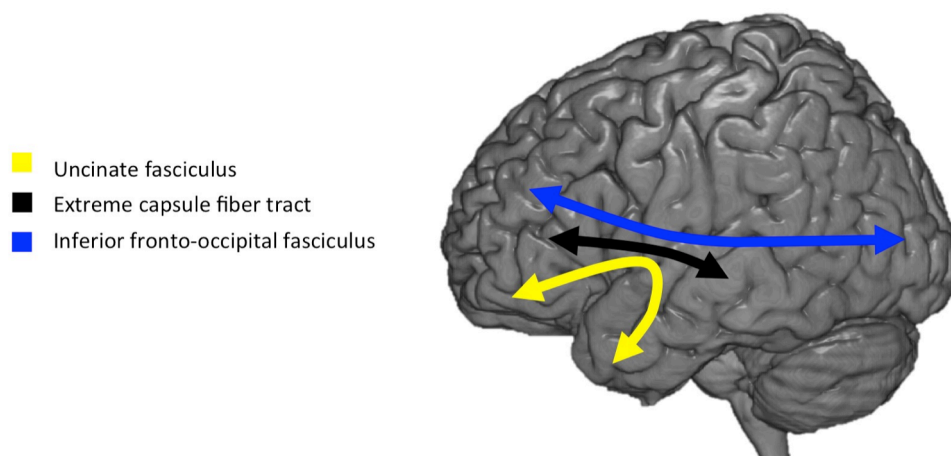 Uncinate fasciculus
Extreme capsule fiber tract
Inferior fronto-occipital fasciculus